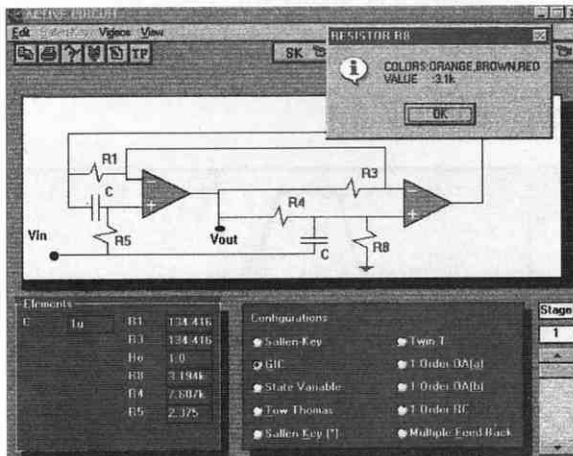 ACTIVE CIRCUIT
Edit Videos View
TP
SK
RESISTOR R8
COLORS:ORANGE,BROWN,RED
VALUE :3.1k
OK
R1
C
R5
Vin
Vout
R3
R4
C
R8
Elements
C 1u
R1 134.416
R3 134.416
Ho 1.0
R8 3.194k
R4 7.607k
R5 2.375
Configurations
Sallen-Key
GIC
State Variable
Tow Thomas
Sallen Key (*)
Twin T
1 Order OA(a)
1 Order OA(b)
1 Order RC
Multiple Feed Back
Stage
1